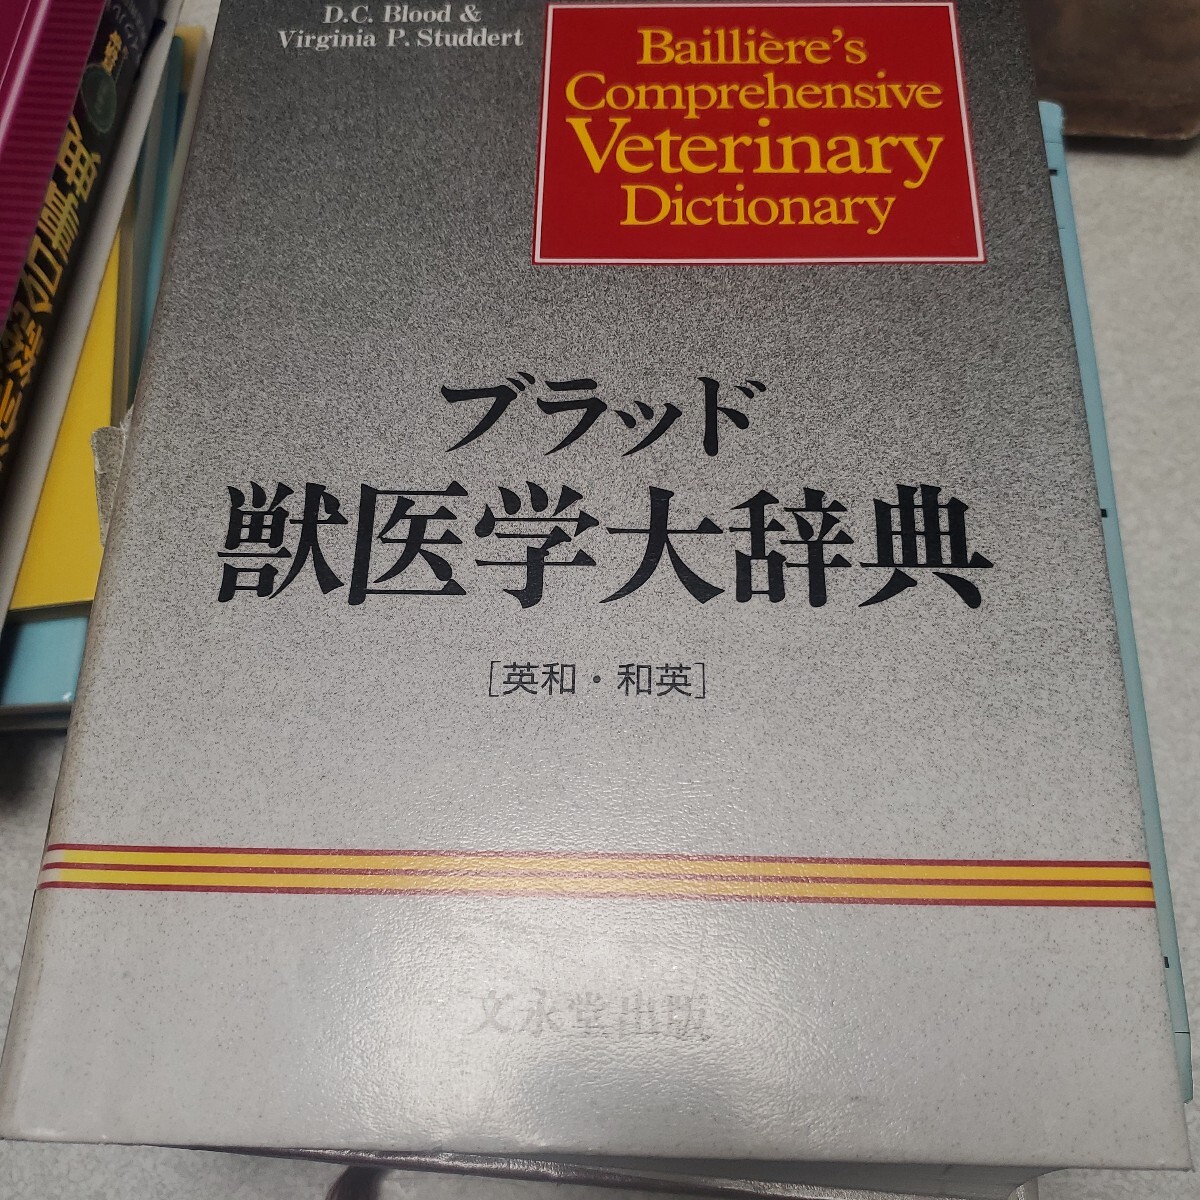 D.C. Blood &
Virginia P. Studdert
Baillière's
Comprehensive
Veterinary
Dictionary
ブラッド
獣医学大辞典
［英和・和英］
文永堂出版